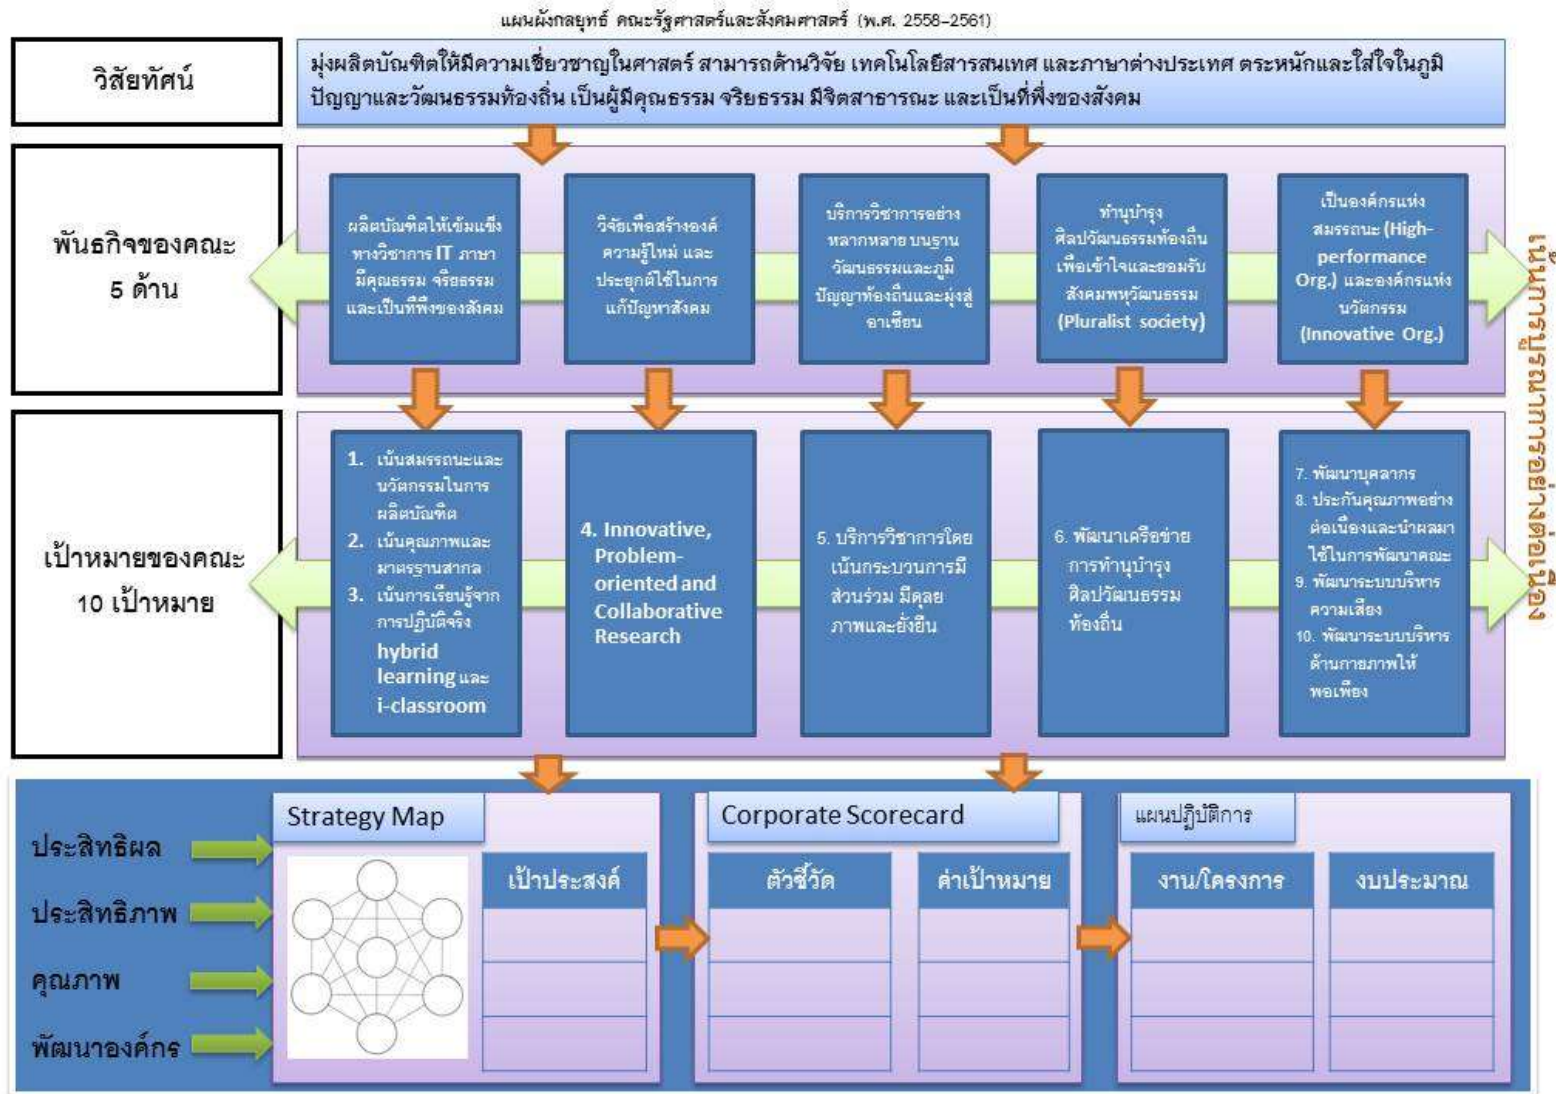 แผนผังกลยุทธ์ คณะรัฐศาสตร์และสังคมศาสตร์ (พ.ศ. 2558-2561)
วิสัยทัศน์
มุ่งผลิตบัณฑิตให้มีความเชี่ยวชาญในศาสตร์ สามารถด้านวิจัย เทคโนโลยีสารสนเทศ และภาษาต่างประเทศ ตระหนักและใส่ใจในภูมิ
ปัญญาและวัฒนธรรมท้องถิ่น เป็นผู้มีคุณธรรม จริยธรรม มีจิตสาธารณะ และเป็นที่พึ่งของสังคม
พันธกิจของคณะ
5 ด้าน
ผลิตบัณฑิตให้เข้มแข็ง
ทางวิชาการ IT ภาษา
มีคุณธรรม จริยธรรม
และเป็นที่พึ่งของสังคม
วิจัยเพื่อสร้างองค์
ความรู้ใหม่ และ
ประยุกต์ใช้ในการ
แก้ปัญหาสังคม
บริการวิชาการอย่าง
หลากหลาย บนฐาน
วัฒนธรรมและภูมิ
ปัญญาท้องถิ่นและมุ่งสู่
อาเซียน
ทำนุบำรุง
ศิลปวัฒนธรรมท้องถิ่น
เพื่อเข้าใจและยอมรับ
สังคมพหุวัฒนธรรม
(Pluralist society)
เป็นองค์กรแห่ง
สมรรถนะ (High-
performance
Org.) และองค์กรแห่ง
นวัตกรรม
(Innovative Org.)
เน้นการบูรณาการอย่างต่อเนื่อง
เป้าหมายของคณะ
10 เป้าหมาย
1. เน้นสมรรถนะและ
นวัตกรรมในการ
ผลิตบัณฑิต
2. เน้นคุณภาพและ
มาตรฐานสากล
3. เน้นการเรียนรู้จาก
การปฏิบัติจริง
hybrid
learning และ
i-classroom
4. Innovative,
Problem-
oriented and
Collaborative
Research
5. บริการวิชาการโดย
เน้นกระบวนการมี
ส่วนร่วม มีดุลย
ภาพและยั่งยืน
6. พัฒนาเครือข่าย
การทำนุบำรุง
ศิลปวัฒนธรรม
ท้องถิ่น
7. พัฒนาบุคลากร
8. ประกันคุณภาพอย่าง
ต่อเนื่องและนำผลมา
ใช้ในการพัฒนาคณะ
9. พัฒนาระบบบริหาร
ความเสี่ยง
10. พัฒนาระบบบริหาร
ด้านกายภาพให้
พอเพียง
ประสิทธิผล
ประสิทธิภาพ
คุณภาพ
พัฒนาองค์กร
Strategy Map
เป้าประสงค์
Corporate Scorecard
ตัวชี้วัด
ค่าเป้าหมาย
แผนปฏิบัติการ
งาน/โครงการ
งบประมาณ